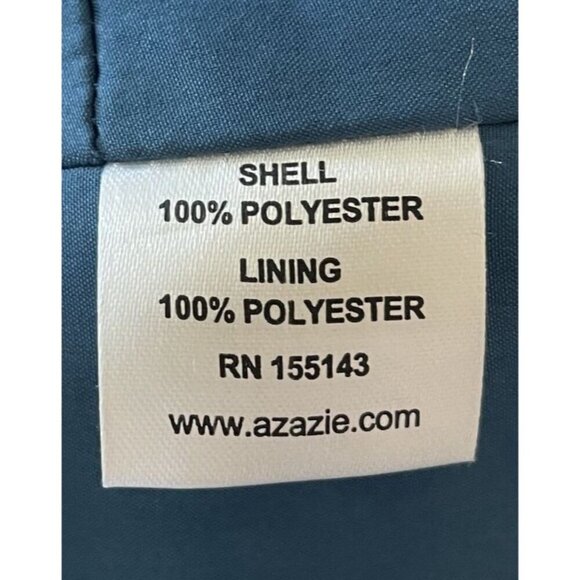 SHELL
100% POLYESTER
LINING
100% POLYESTER
RN 155143
www.azazie.com